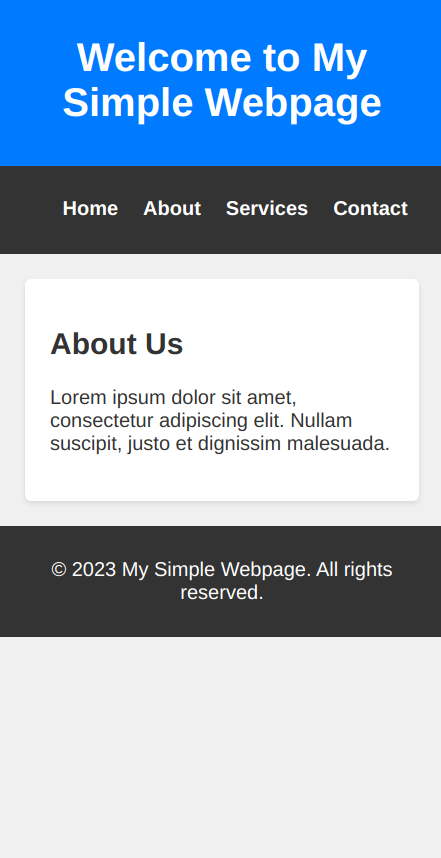 Welcome to My
Simple Webpage
Home About Services Contact
About Us
Lorem ipsum dolor sit amet,
consectetur adipiscing elit. Nullam
suscipit, justo et dignissim malesuada.
© 2023 My Simple Webpage. All rights
reserved.